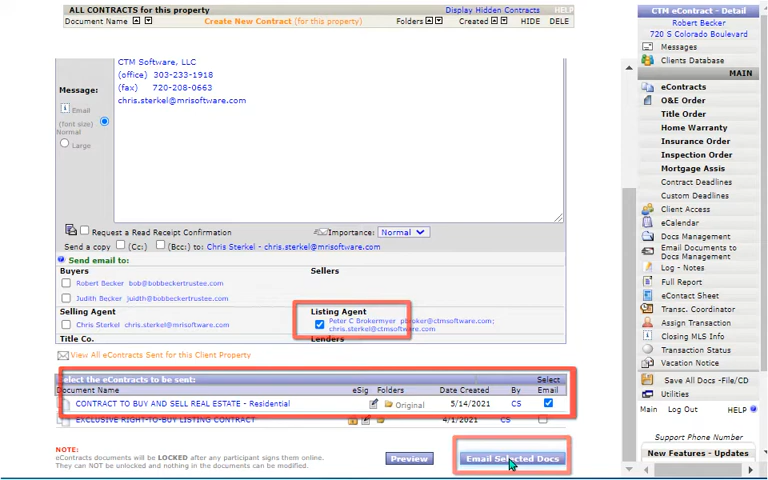 ALL CONTRACTS for this property
Display Hidden Contracts
HELP
Document Name
Create New Contract (for this property)
Folders
Created
HIDE
DELE
CTM Software, LLC
(office) 303-233-1918
(fax) 720-208-0663
chris.sterkel@mrisoftware.com
Message:
Email
(font size)
Normal
Large
Request a Read Receipt Confirmation
Importance:
Normal
Send a copy (Cc:) (Bcc:) to: Chris Sterkel - chris.sterkel@mrisoftware.com
Send email to:
Buyers
Sellers
Robert Becker bob@bobbeckertrustee.com
Judith Becker juidth@bobbeckertrustee.com
Selling Agent
Listing Agent
Chris Sterkel chris.sterkel@mrisoftware.com
Peter C Brokermyer pbroker@ctmsoftware.com;
chris.sterkel@ctmsoftware.com
Title Co.
Lenders
View All eContracts Sent for this Client Property
Select the eContracts to be sent:
Select
Document Name
eSig
Folders
Date Created
By
Email
CONTRACT TO BUY AND SELL REAL ESTATE - Residential
Original
5/14/2021
CS
EXCLUSIVE RIGHT-TO-BUY LISTING CONTRACT
4/1/2021
CS
NOTE:
eContracts documents will be LOCKED after any participant signs them online.
They can NOT be unlocked and nothing in the documents can be modified.
Preview
Email Selected Docs
CTM eContract - Detail
Robert Becker
720 S Colorado Boulevard
Messages
Clients Database
MAIN
eContracts
O&E Order
Title Order
Home Warranty
Insurance Order
Inspection Order
Mortgage Assis
Contract Deadlines
Custom Deadlines
Client Access
eCalendar
Docs Management
Email Documents to
Docs Management
Log - Notes
Full Report
eContact Sheet
Transc. Coordinator
Assign Transaction
Closing MLS Info
Transaction Status
Vacation Notice
Save All Docs -File/CD
Utilities
Main
Log Out
HELP
Support Phone Number
New Features - Updates